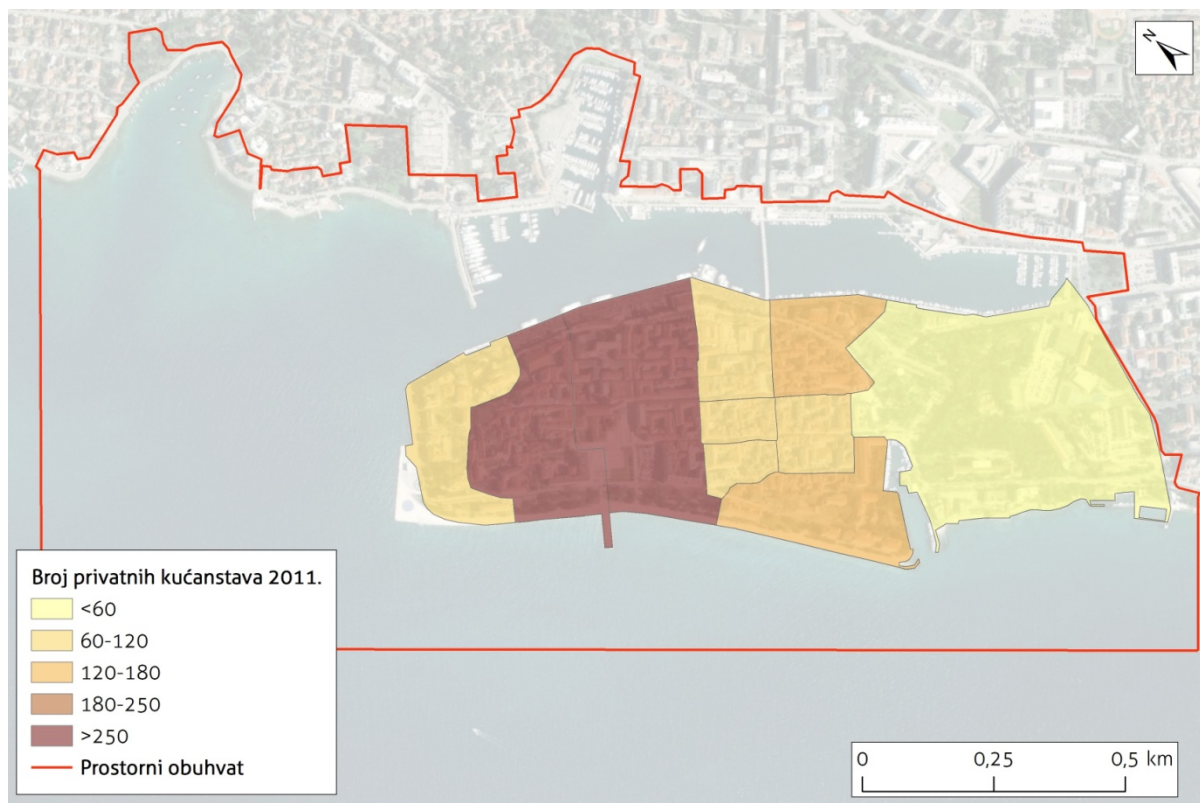 N
Broj privatnih kućanstava 2011.
<60
60-120
120-180
180-250
>250
Prostorni obuhvat
0 0,25 0,5 km